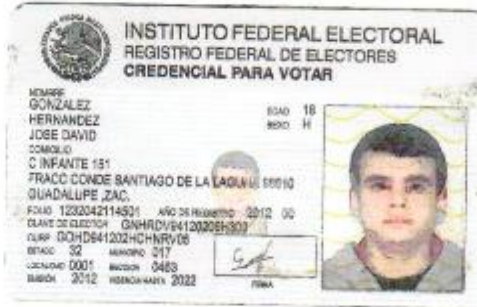 INSTITUTO FEDERAL ELECTORAL
REGISTRO FEDERAL DE ELECTORES
CREDENCIAL PARA VOTAR
NOMBRE
GONZALEZ
HERNANDEZ
JOSE DAVID
EDAD 18
SEXO H
DOMICILIO
C INFANTE 151
FRACC CONDE SANTIAGO DE LA LAGUNA
GUADALUPE ,ZAC.
FOLIO 1232042114501 AÑO DE REGISTRO 2012 00
CLAVE DE ELECTOR
CURP GOHD941202HCHNRV06
ESTADO 32 MUNICIPIO 017
LOCALIDAD 0001 SECCION 0463
EMISIÓN 2012 VIGENCIA HASTA 2022
FIRMA